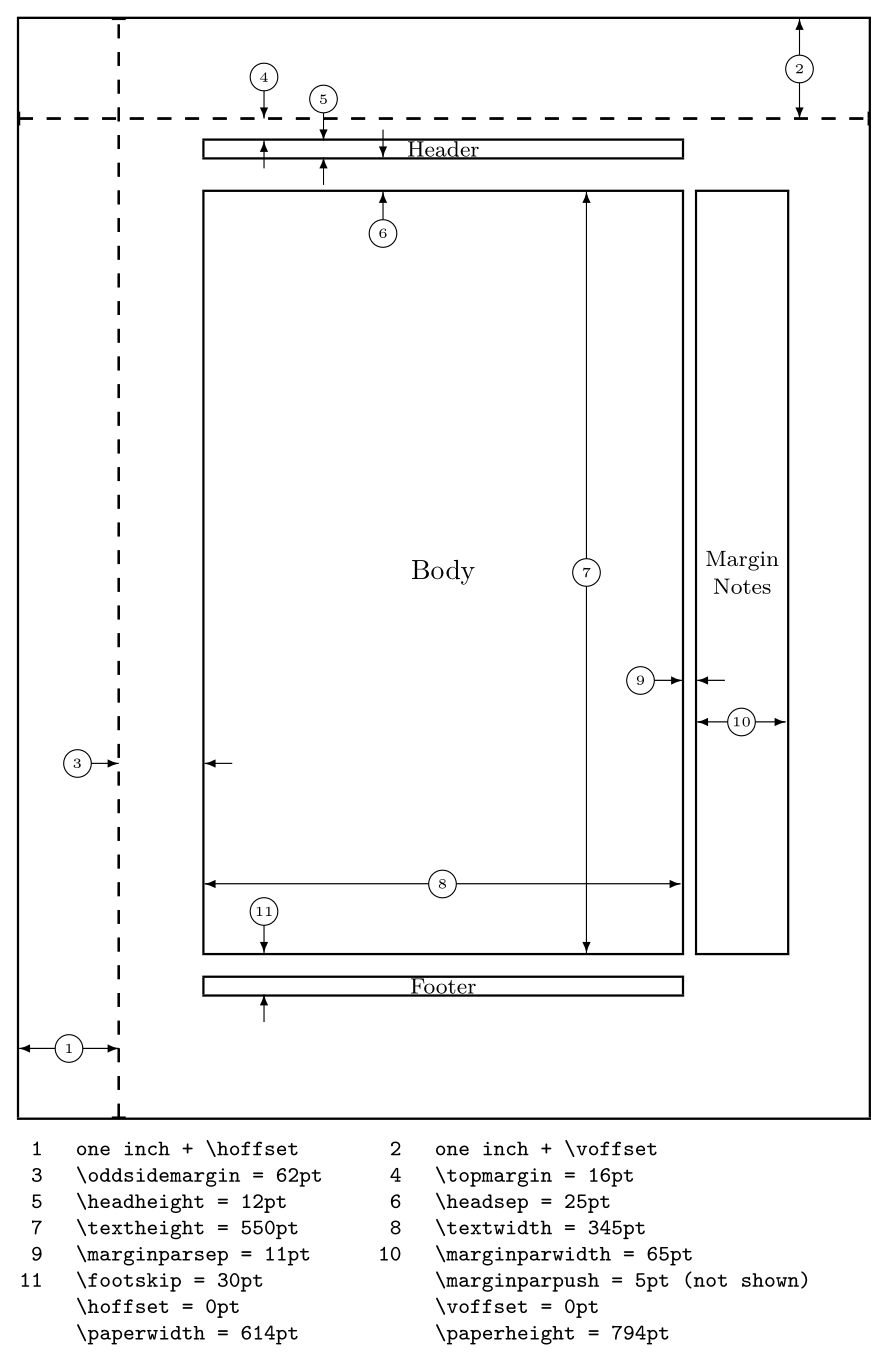 4
2
5
Header
6
Body
7
Margin
Notes
9
10
3
8
11
Footer
1
1 one inch + \hoffset 2 one inch + \voffset
3 \oddsidemargin = 62pt 4 \topmargin = 16pt
5 \headheight = 12pt 6 \headsep = 25pt
7 \textheight = 550pt 8 \textwidth = 345pt
9 \marginparsep = 11pt 10 \marginparwidth = 65pt
11 \footskip = 30pt \marginparpush = 5pt (not shown)
\hoffset = 0pt \voffset = 0pt
\paperwidth = 614pt \paperheight = 794pt